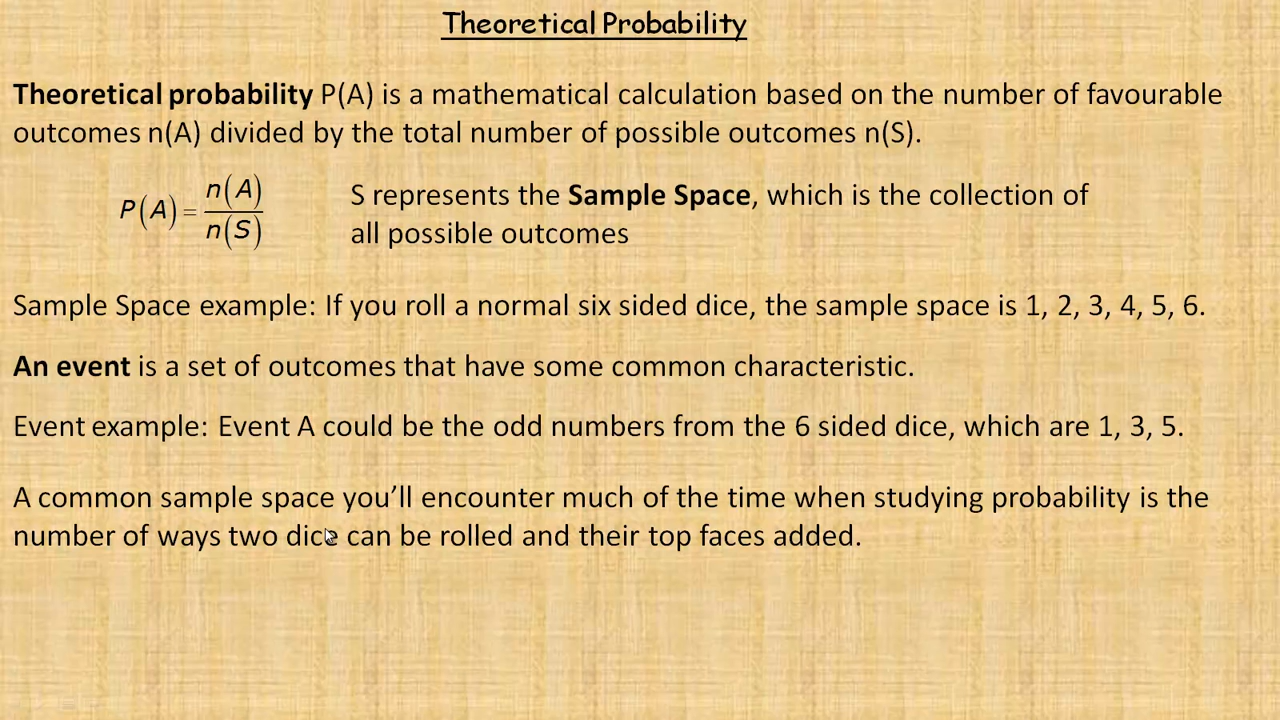 Theoretical Probability
Theoretical probability P(A) is a mathematical calculation based on the number of favourable
outcomes n(A) divided by the total number of possible outcomes n(S).
P(A) = n(A) / n(S)
S represents the Sample Space, which is the collection of
all possible outcomes
Sample Space example: If you roll a normal six sided dice, the sample space is 1, 2, 3, 4, 5, 6.
An event is a set of outcomes that have some common characteristic.
Event example: Event A could be the odd numbers from the 6 sided dice, which are 1, 3, 5.
A common sample space you’ll encounter much of the time when studying probability is the
number of ways two dice can be rolled and their top faces added.